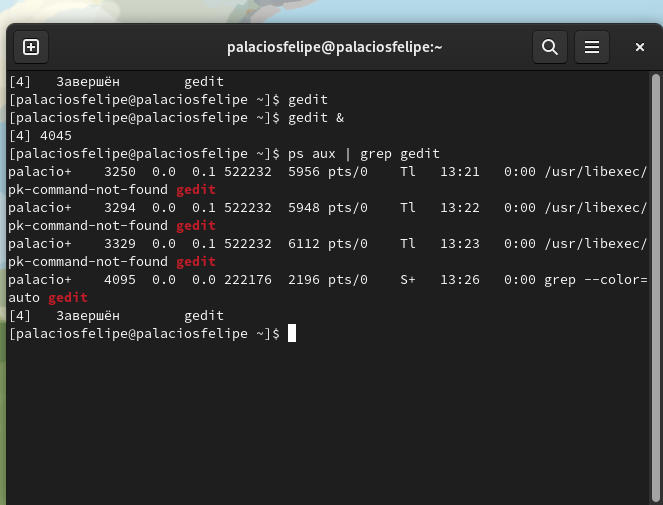 palaciosfelipe@palaciosfelipe:~
[4]   Завершён        gedit
[palaciosfelipe@palaciosfelipe ~]$ gedit
[palaciosfelipe@palaciosfelipe ~]$ gedit &
[4] 4045
[palaciosfelipe@palaciosfelipe ~]$ ps aux | grep gedit
palacio+    3250  0.0  0.1 522232  5956 pts/0    Tl   13:21   0:00 /usr/libexec/
pk-command-not-found gedit
palacio+    3294  0.0  0.1 522232  5948 pts/0    Tl   13:22   0:00 /usr/libexec/
pk-command-not-found gedit
palacio+    3329  0.0  0.1 522232  6112 pts/0    Tl   13:23   0:00 /usr/libexec/
pk-command-not-found gedit
palacio+    4095  0.0  0.0 222176  2196 pts/0    S+   13:26   0:00 grep --color=
auto gedit
[4]   Завершён        gedit
[palaciosfelipe@palaciosfelipe ~]$